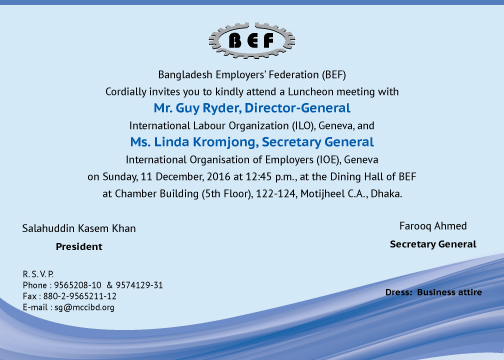 BEF
Bangladesh Employers' Federation (BEF)
Cordially invites you to kindly attend a Luncheon meeting with
Mr. Guy Ryder, Director-General
International Labour Organization (ILO), Geneva, and
Ms. Linda Kromjong, Secretary General
International Organisation of Employers (IOE), Geneva
on Sunday, 11 December, 2016 at 12:45 p.m., at the Dining Hall of BEF
at Chamber Building (5th Floor), 122-124, Motijheel C.A., Dhaka.
Salahuddin Kasem Khan
President
Farooq Ahmed
Secretary General
R. S. V. P.
Phone : 9565208-10 & 9574129-31
Fax : 880-2-9565211-12
E-mail : sg@mccibd.org
Dress: Business attire